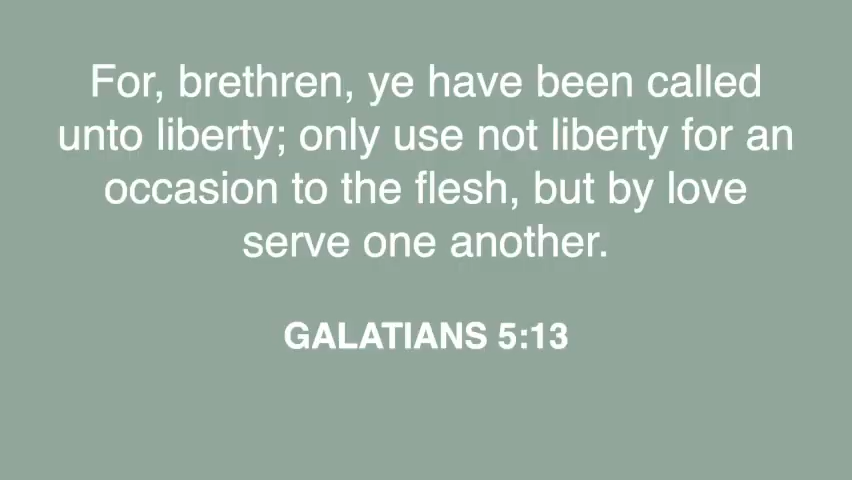 For, brethren, ye have been called
unto liberty; only use not liberty for an
occasion to the flesh, but by love
serve one another.
GALATIANS 5:13